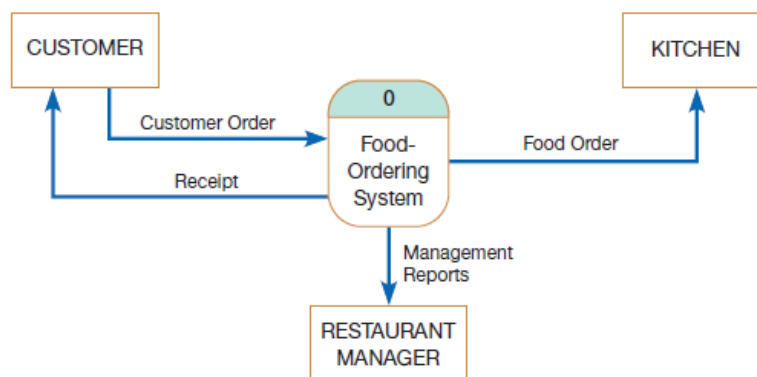 CUSTOMER
KITCHEN
0
Customer Order
Food-
Ordering
System
Food Order
Receipt
Management
Reports
RESTAURANT
MANAGER